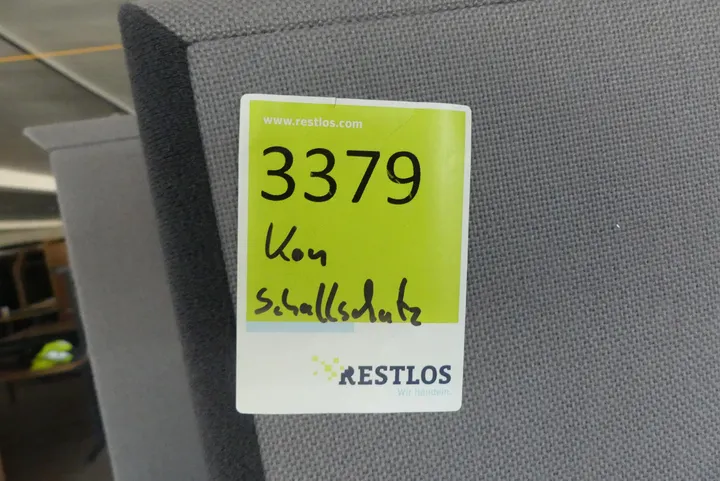 www.restlos.com
3379
Kon
Schallschutz
RESTLOS
Wir handeln.